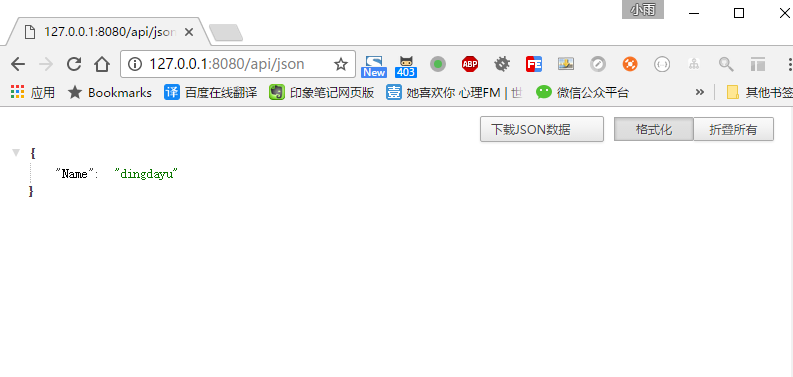 小雨
127.0.0.1:8080/api/json
127.0.0.1:8080/api/json
New
403
ABP
FE
应用
Bookmarks
译 百度在线翻译
印象笔记网页版
壹 她喜欢你 心理FM | 世
微信公众平台
»
其他书签
下载JSON数据
格式化
折叠所有
{
"Name": "dingdayu"
}